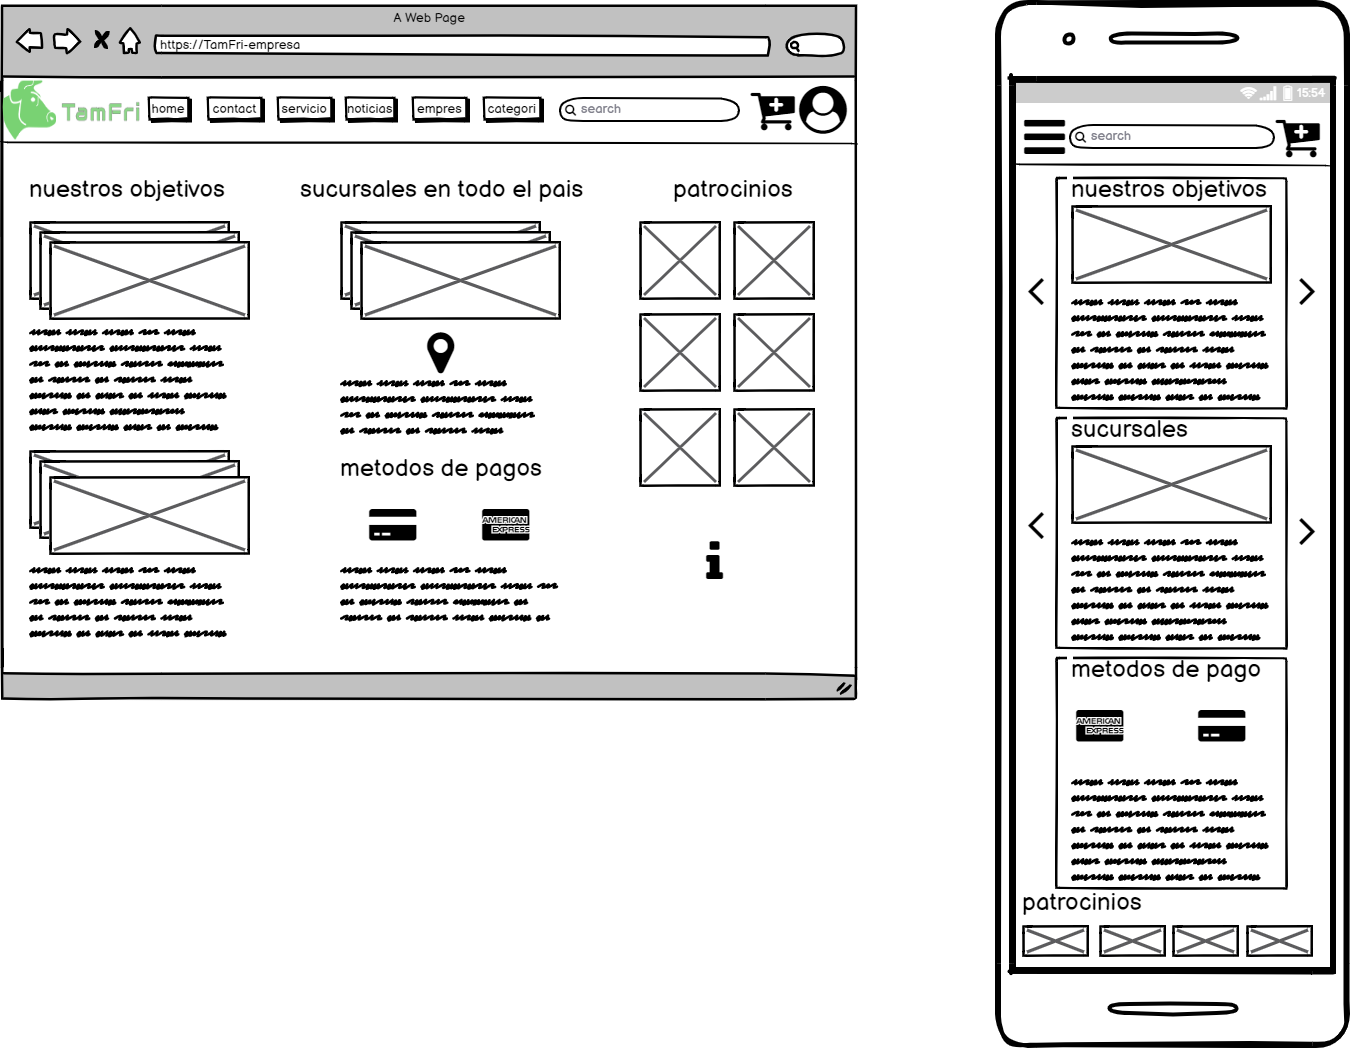 A Web Page
https://TamFri-empresa
TamFri
home
contact
servicio
noticias
empres
categori
search
nuestros objetivos
sucursales en todo el pais
patrocinios
metodos de pagos
AMERICAN
EXPRESS
15:54
search
nuestros objetivos
sucursales
metodos de pago
AMERICAN
EXPRESS
patrocinios